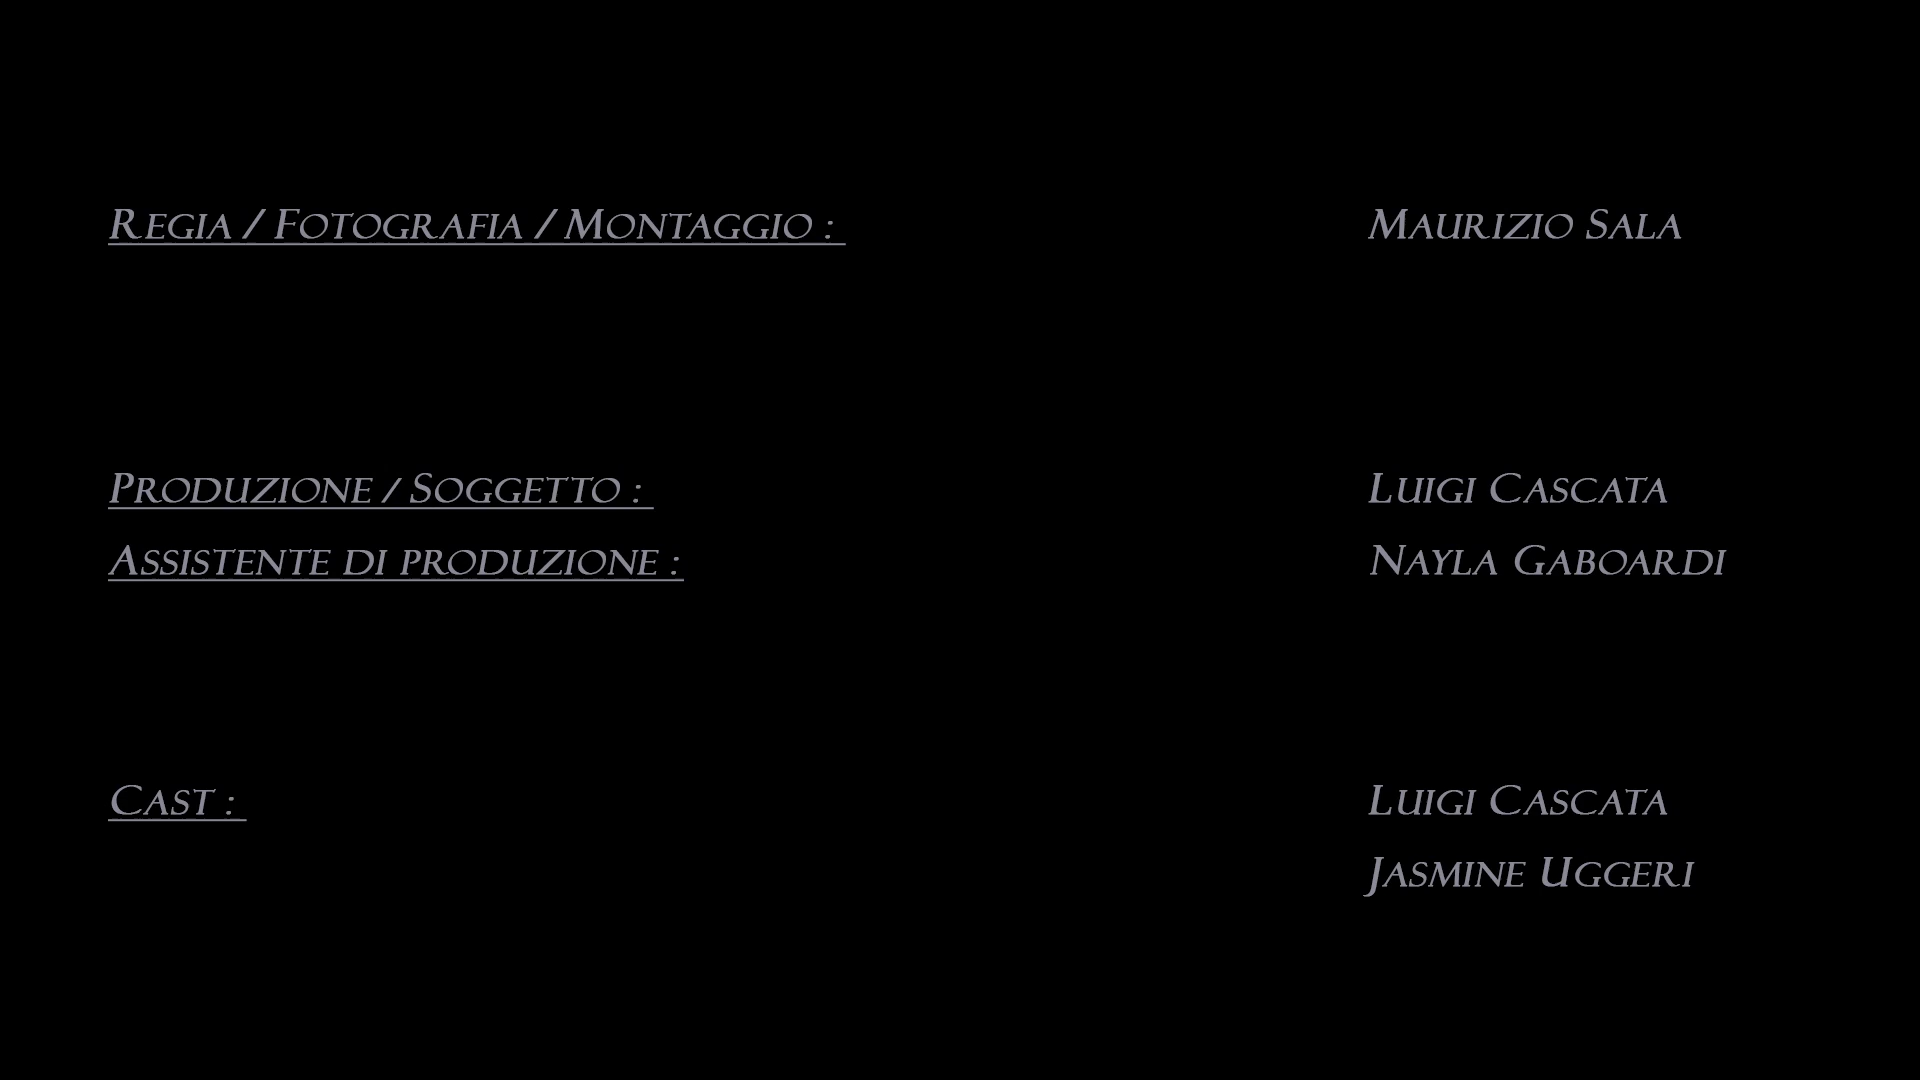 Regia / Fotografia / Montaggio : Maurizio Sala
Produzione / Soggetto : Luigi Cascata
Assistente di produzione : Nayla Gaboardi
Cast : Luigi Cascata
Jasmine Uggeri